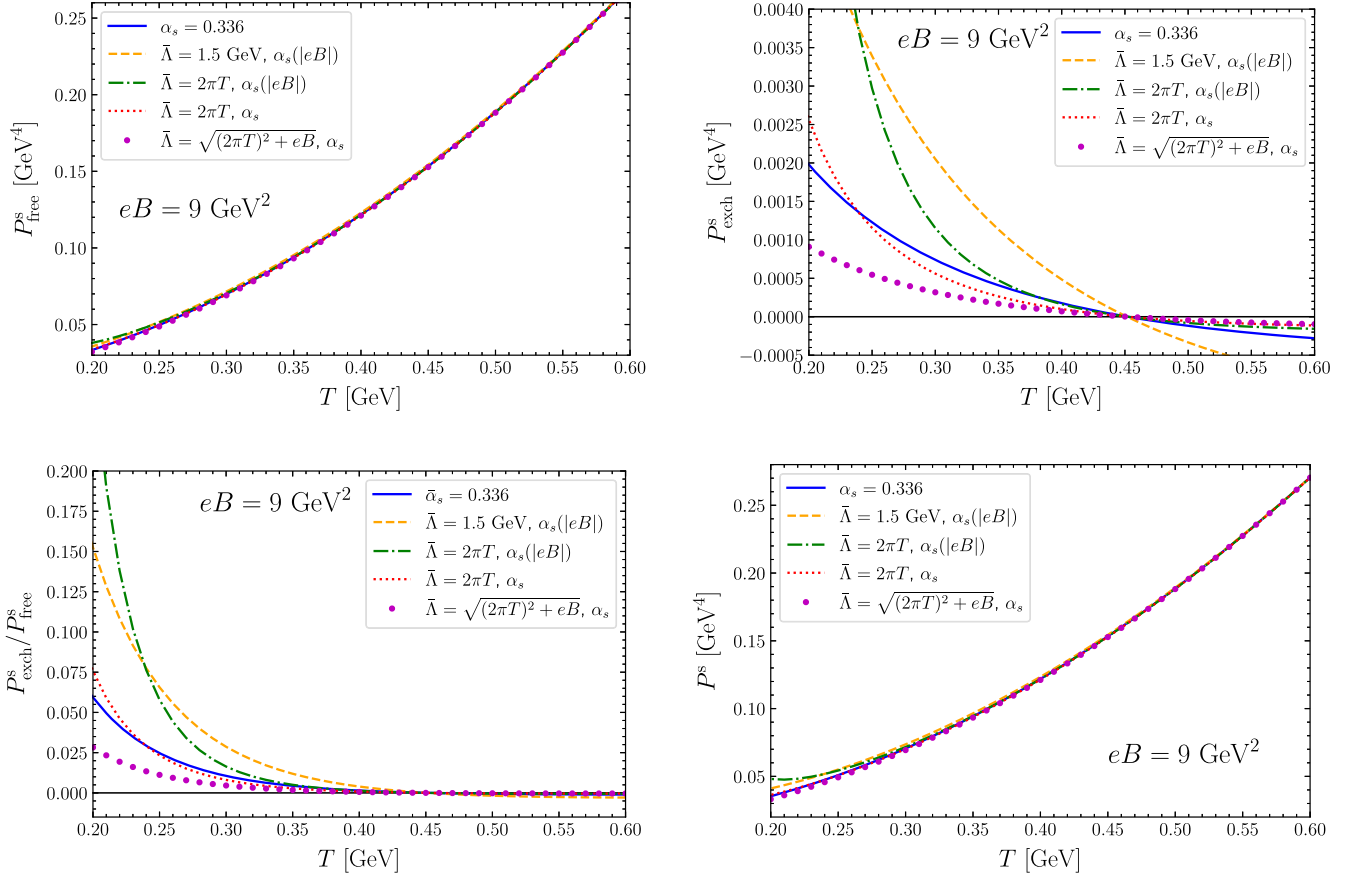 0.25
0.20
0.15
0.10
0.05
P^s_free [GeV^4]
α_s = 0.336
Λ̄ = 1.5 GeV, α_s(|eB|)
Λ̄ = 2πT, α_s(|eB|)
Λ̄ = 2πT, α_s
Λ̄ = √((2πT)^2 + eB), α_s
eB = 9 GeV^2
0.20 0.25 0.30 0.35 0.40 0.45 0.50 0.55 0.60
T [GeV]
0.0040
0.0035
0.0030
0.0025
0.0020
0.0015
0.0010
0.0005
0.0000
−0.0005
P^s_exch [GeV^4]
eB = 9 GeV^2
α_s = 0.336
Λ̄ = 1.5 GeV, α_s(|eB|)
Λ̄ = 2πT, α_s(|eB|)
Λ̄ = 2πT, α_s
Λ̄ = √((2πT)^2 + eB), α_s
0.20 0.25 0.30 0.35 0.40 0.45 0.50 0.55 0.60
T [GeV]
0.200
0.175
0.150
0.125
0.100
0.075
0.050
0.025
0.000
P^s_exch/P^s_free
eB = 9 GeV^2
ᾱ_s = 0.336
Λ̄ = 1.5 GeV, α_s(|eB|)
Λ̄ = 2πT, α_s(|eB|)
Λ̄ = 2πT, α_s
Λ̄ = √((2πT)^2 + eB), α_s
0.20 0.25 0.30 0.35 0.40 0.45 0.50 0.55 0.60
T [GeV]
0.25
0.20
0.15
0.10
0.05
P^s [GeV^4]
α_s = 0.336
Λ̄ = 1.5 GeV, α_s(|eB|)
Λ̄ = 2πT, α_s(|eB|)
Λ̄ = 2πT, α_s
Λ̄ = √((2πT)^2 + eB), α_s
eB = 9 GeV^2
0.20 0.25 0.30 0.35 0.40 0.45 0.50 0.55 0.60
T [GeV]